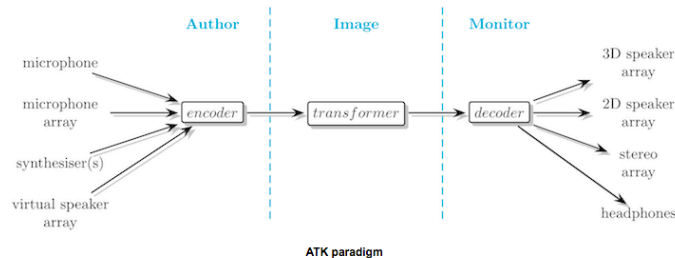 Author
Image
Monitor
microphone
microphone
array
synthesiser(s)
virtual speaker
array
encoder
transformer
decoder
3D speaker
array
2D speaker
array
stereo
array
headphones
ATK paradigm